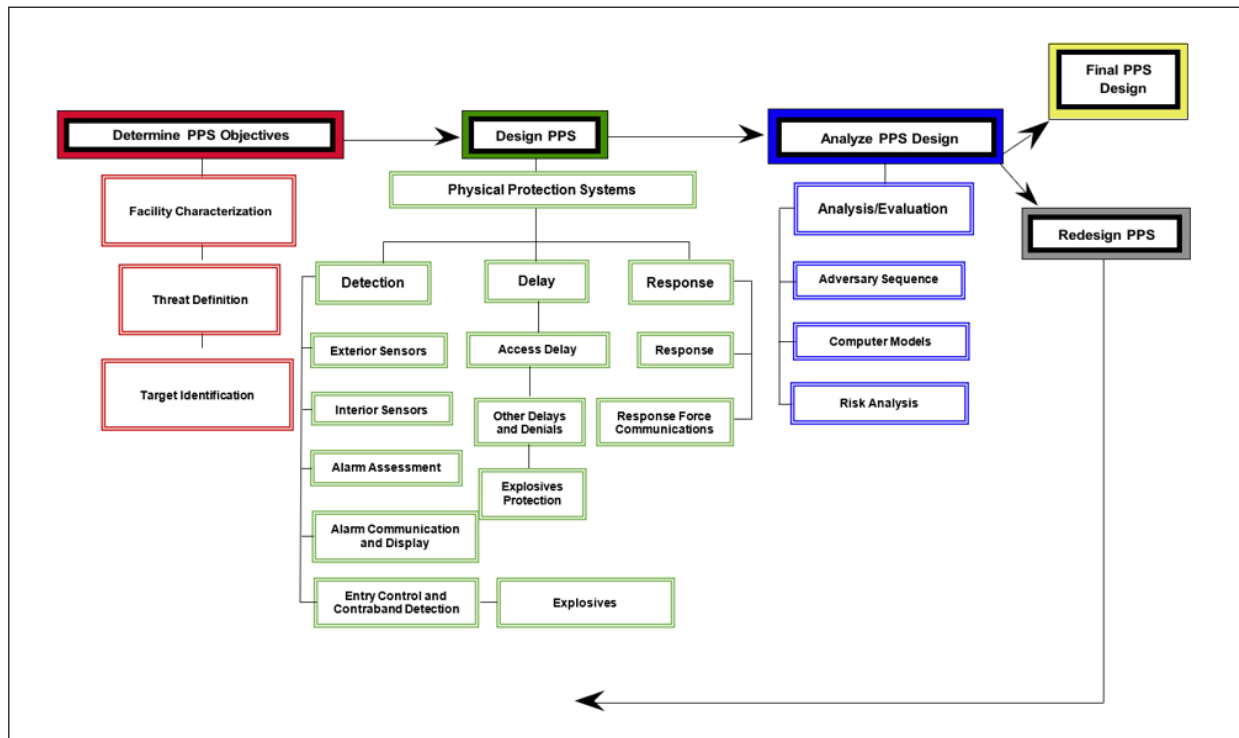 Final PPS
Design
Determine PPS Objectives
Design PPS
Analyze PPS Design
Physical Protection Systems
Facility Characterization
Analysis/Evaluation
Redesign PPS
Detection
Delay
Response
Adversary Sequence
Threat Definition
Exterior Sensors
Access Delay
Response
Computer Models
Target Identification
Interior Sensors
Other Delays
and Denials
Response Force
Communications
Risk Analysis
Alarm Assessment
Explosives
Protection
Alarm Communication
and Display
Entry Control and
Contraband Detection
Explosives